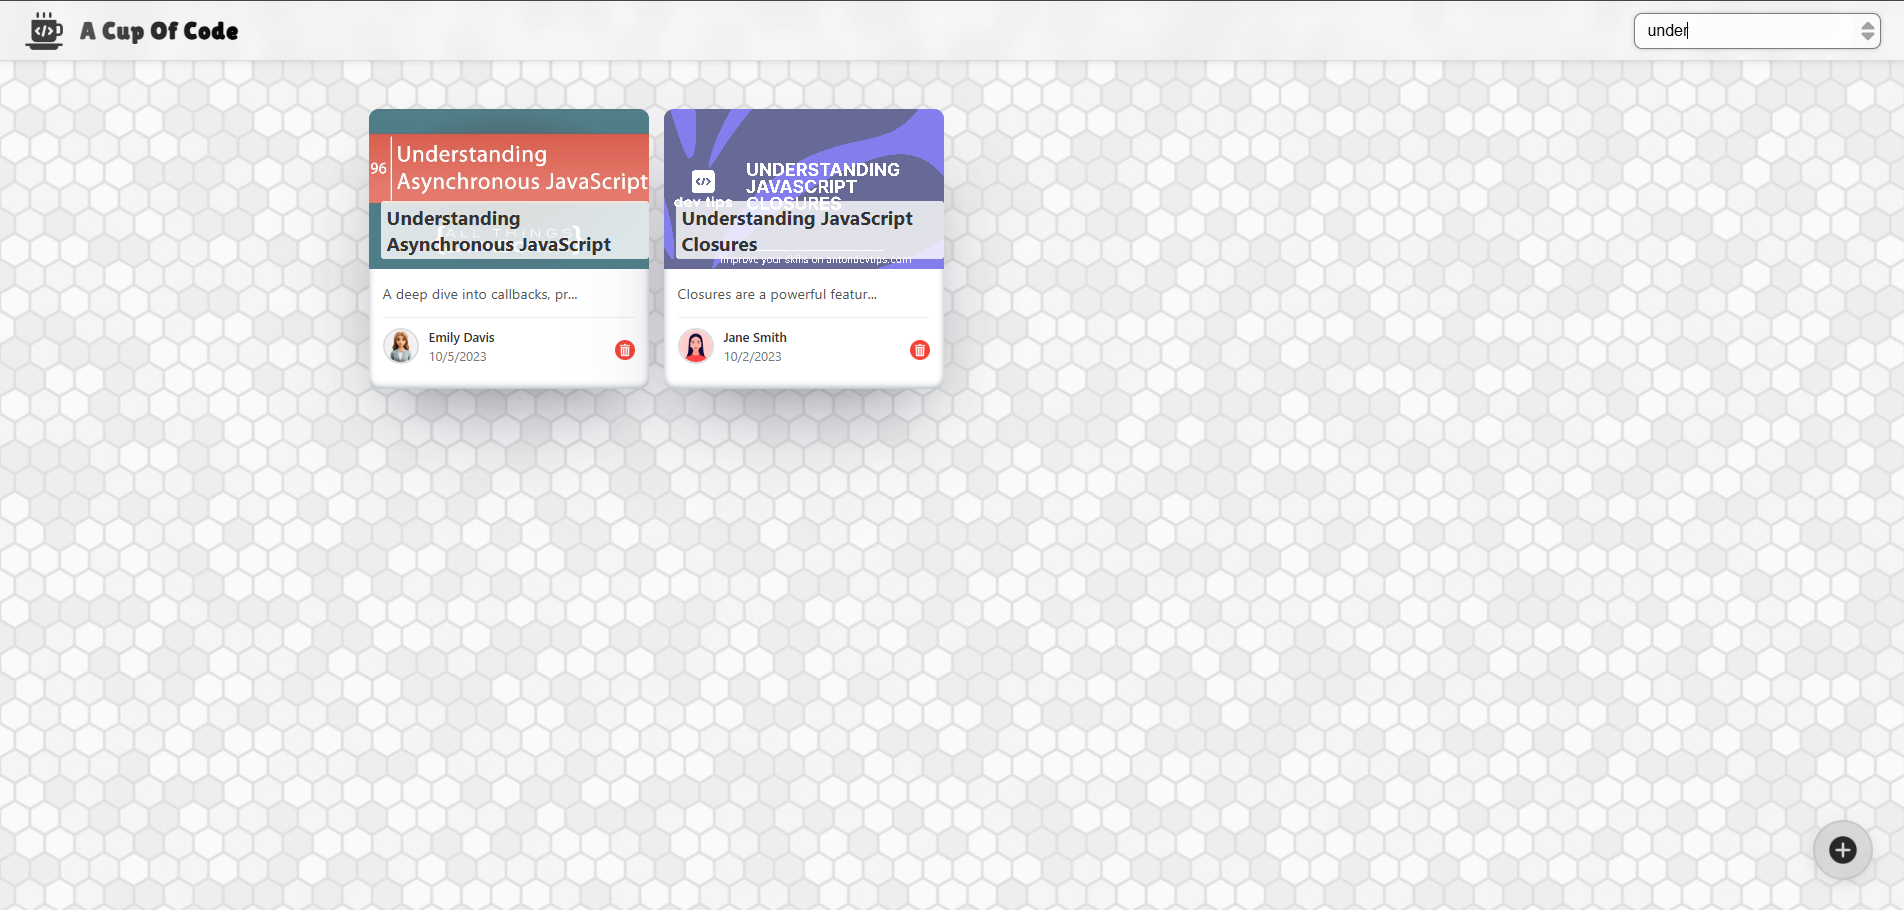 A Cup Of Code
under
96
Understanding
Asynchronous JavaScript
ALL THINGS
Understanding
Asynchronous JavaScript
A deep dive into callbacks, pr...
Emily Davis
10/5/2023
UNDERSTANDING
JAVASCRIPT
CLOSURES
dev tips
Understanding JavaScript
Closures
improve your skills on antondevtips.com
Closures are a powerful featur...
Jane Smith
10/2/2023